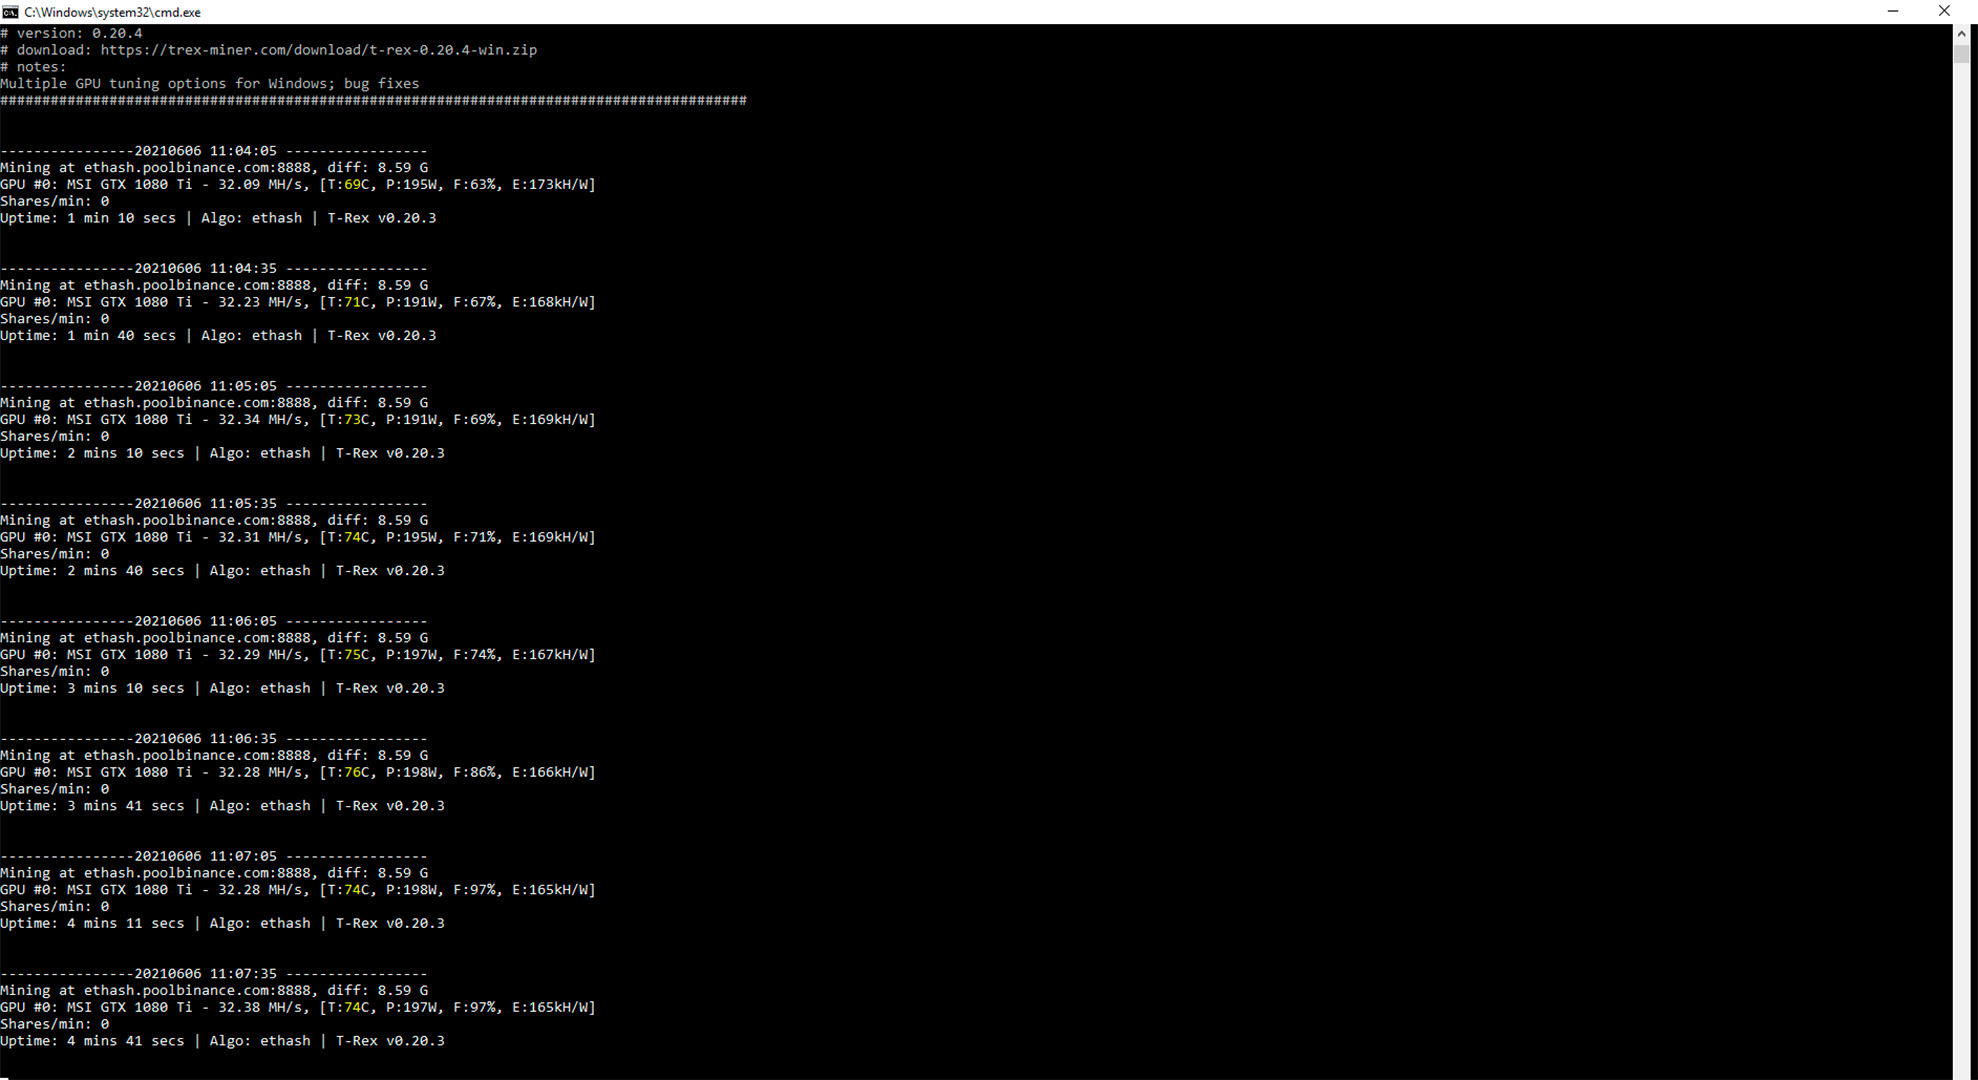 C:\Windows\system32\cmd.exe
# version: 0.20.4
# download: https://trex-miner.com/download/t-rex-0.20.4-win.zip
# notes:
Multiple GPU tuning options for Windows; bug fixes
#########################################################################################
----------------20210606 11:04:05 -----------------
Mining at ethash.poolbinance.com:8888, diff: 8.59 G
GPU #0: MSI GTX 1080 Ti - 32.09 MH/s, [T:69C, P:195W, F:63%, E:173kH/W]
Shares/min: 0
Uptime: 1 min 10 secs | Algo: ethash | T-Rex v0.20.3
----------------20210606 11:04:35 -----------------
Mining at ethash.poolbinance.com:8888, diff: 8.59 G
GPU #0: MSI GTX 1080 Ti - 32.23 MH/s, [T:71C, P:191W, F:67%, E:168kH/W]
Shares/min: 0
Uptime: 1 min 40 secs | Algo: ethash | T-Rex v0.20.3
----------------20210606 11:05:05 -----------------
Mining at ethash.poolbinance.com:8888, diff: 8.59 G
GPU #0: MSI GTX 1080 Ti - 32.34 MH/s, [T:73C, P:191W, F:69%, E:169kH/W]
Shares/min: 0
Uptime: 2 mins 10 secs | Algo: ethash | T-Rex v0.20.3
----------------20210606 11:05:35 -----------------
Mining at ethash.poolbinance.com:8888, diff: 8.59 G
GPU #0: MSI GTX 1080 Ti - 32.31 MH/s, [T:74C, P:195W, F:71%, E:169kH/W]
Shares/min: 0
Uptime: 2 mins 40 secs | Algo: ethash | T-Rex v0.20.3
----------------20210606 11:06:05 -----------------
Mining at ethash.poolbinance.com:8888, diff: 8.59 G
GPU #0: MSI GTX 1080 Ti - 32.29 MH/s, [T:75C, P:197W, F:74%, E:167kH/W]
Shares/min: 0
Uptime: 3 mins 10 secs | Algo: ethash | T-Rex v0.20.3
----------------20210606 11:06:35 -----------------
Mining at ethash.poolbinance.com:8888, diff: 8.59 G
GPU #0: MSI GTX 1080 Ti - 32.28 MH/s, [T:76C, P:198W, F:86%, E:166kH/W]
Shares/min: 0
Uptime: 3 mins 41 secs | Algo: ethash | T-Rex v0.20.3
----------------20210606 11:07:05 -----------------
Mining at ethash.poolbinance.com:8888, diff: 8.59 G
GPU #0: MSI GTX 1080 Ti - 32.28 MH/s, [T:74C, P:198W, F:97%, E:165kH/W]
Shares/min: 0
Uptime: 4 mins 11 secs | Algo: ethash | T-Rex v0.20.3
----------------20210606 11:07:35 -----------------
Mining at ethash.poolbinance.com:8888, diff: 8.59 G
GPU #0: MSI GTX 1080 Ti - 32.38 MH/s, [T:74C, P:197W, F:97%, E:165kH/W]
Shares/min: 0
Uptime: 4 mins 41 secs | Algo: ethash | T-Rex v0.20.3